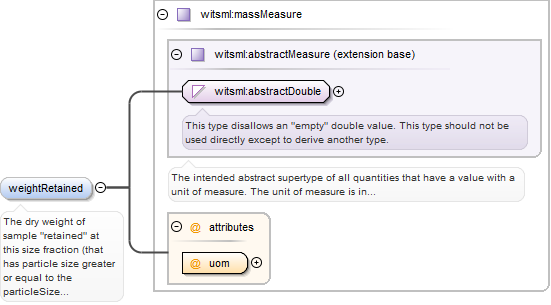 witsml:massMeasure
witsml:abstractMeasure (extension base)
witsml:abstractDouble
This type disallows an "empty" double value. This type should not be
used directly except to derive another type.
The intended abstract supertype of all quantities that have a value with a
unit of measure. The unit of measure is in...
weightRetained
The dry weight of
sample "retained" at
this size fraction (that
has particle size greater
or equal to the
particleSize...
@ attributes
@ uom